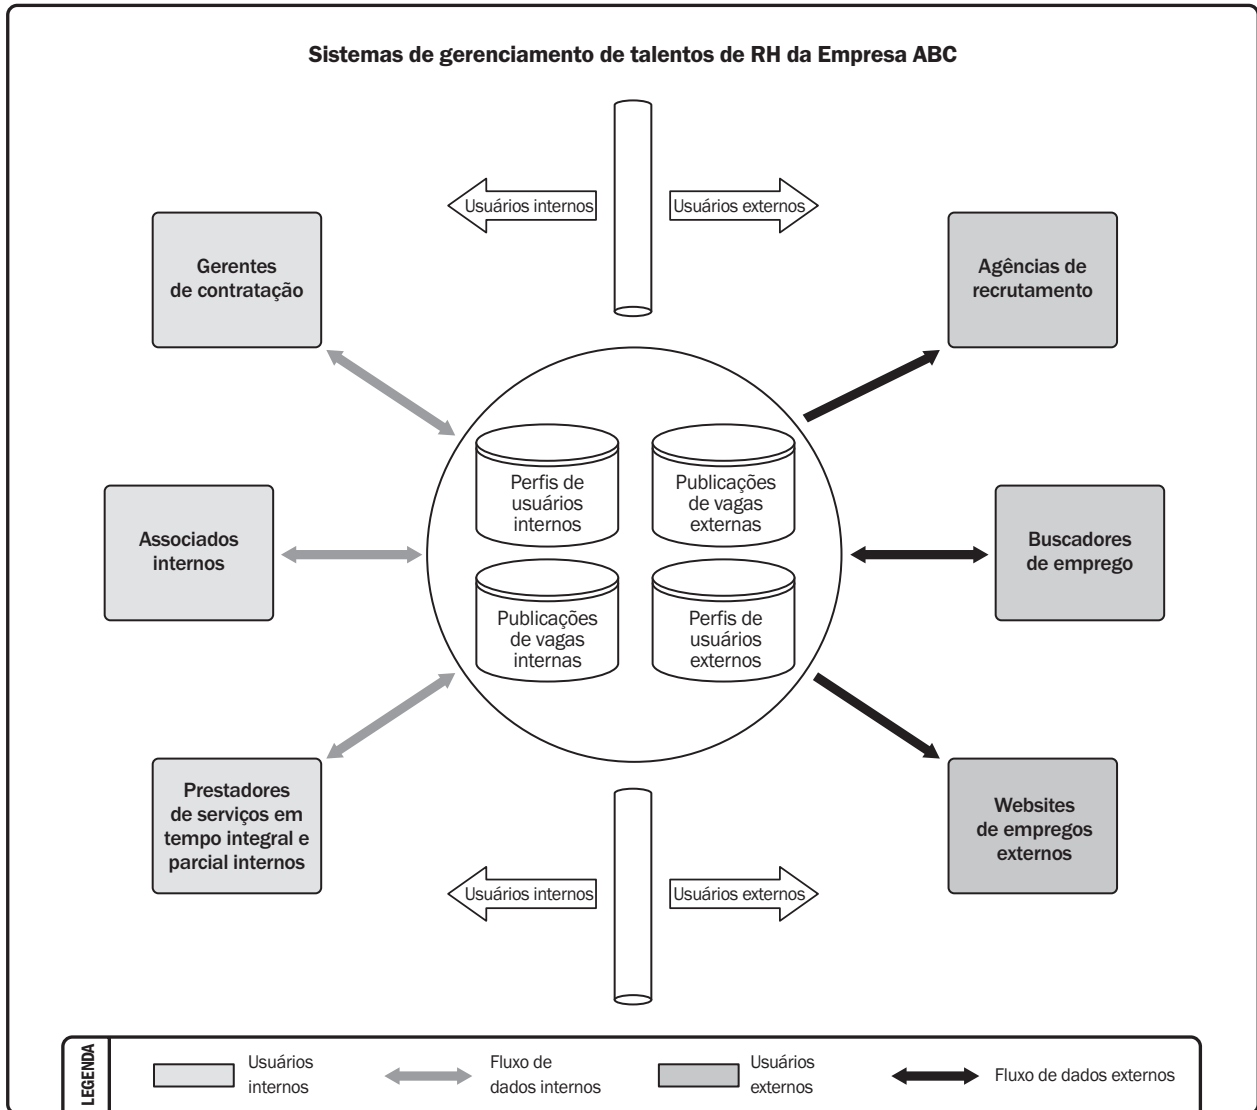 Sistemas de gerenciamento de talentos de RH da Empresa ABC
Usuários internos
Usuários externos
Gerentes
de contratação
Agências de
recrutamento
Perfis de
usuários
internos
Publicações
de vagas
externas
Associados
internos
Buscadores
de emprego
Publicações
de vagas
internas
Perfis de
usuários
externos
Prestadores
de serviços em
tempo integral e
parcial internos
Websites
de empregos
externos
Usuários internos
Usuários externos
LEGENDA
Usuários
internos
Fluxo de
dados internos
Usuários
externos
Fluxo de dados externos